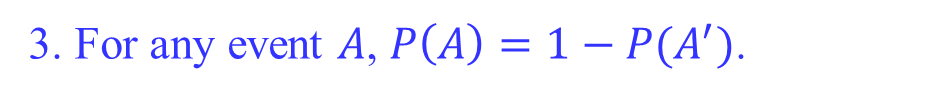 3. For any event A, P(A) = 1 − P(A′).